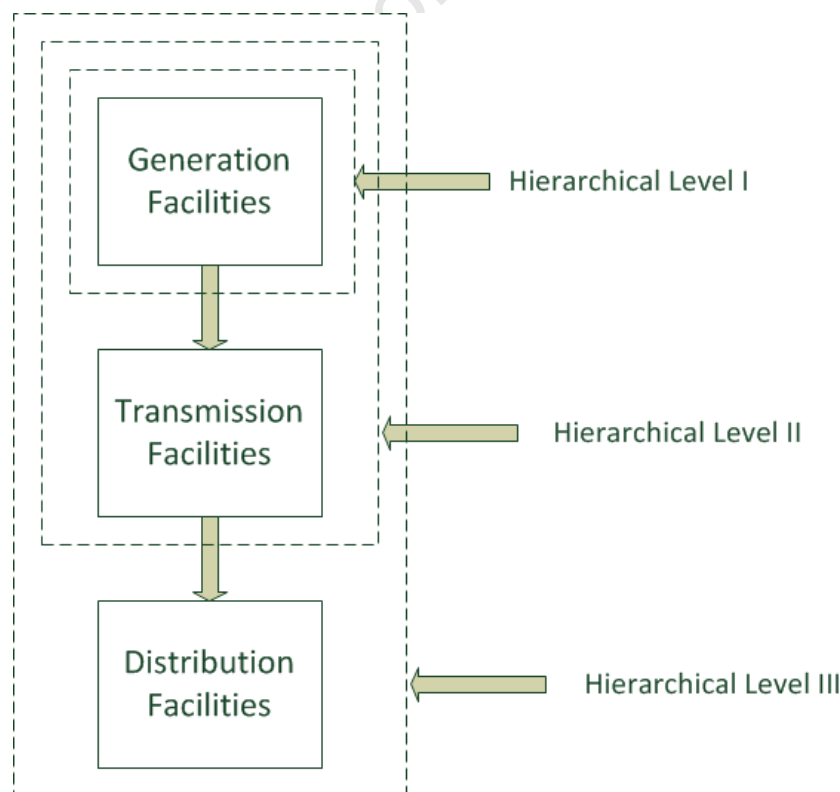 Generation
Facilities
Hierarchical Level I
Transmission
Facilities
Hierarchical Level II
Distribution
Facilities
Hierarchical Level III